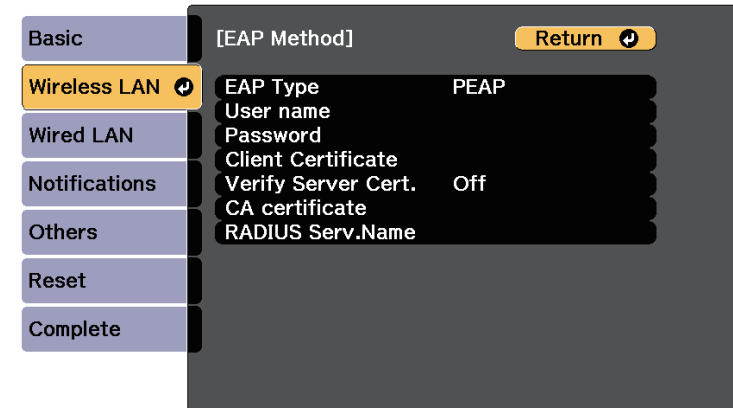 Basic
Wireless LAN
Wired LAN
Notifications
Others
Reset
Complete
[EAP Method]
Return
EAP Type PEAP
User name
Password
Client Certificate
Verify Server Cert. Off
CA certificate
RADIUS Serv.Name